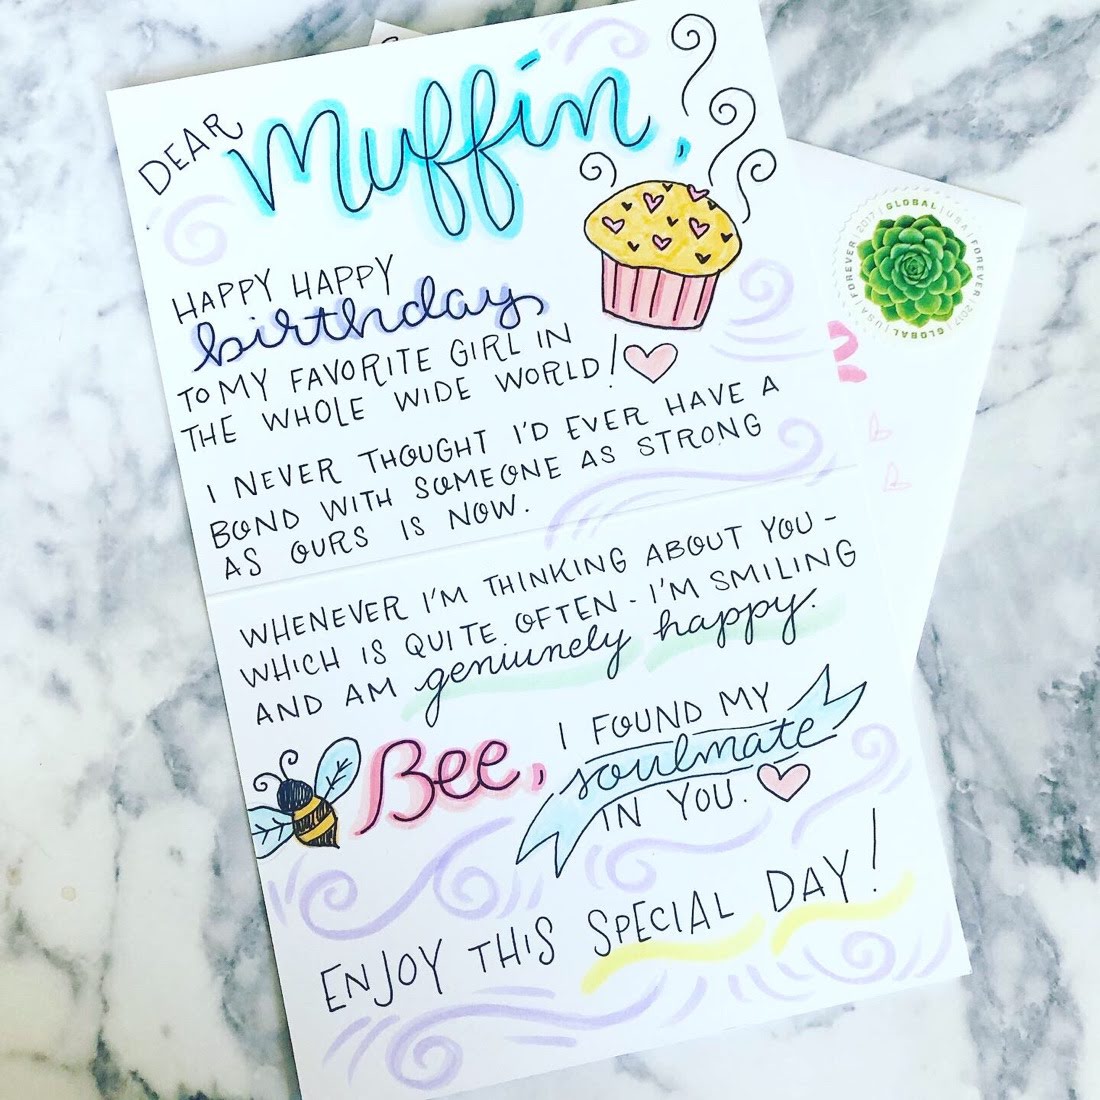 DEAR Muffin,
HAPPY HAPPY
birthday
TO MY FAVORITE GIRL IN
THE WHOLE WIDE WORLD!
I NEVER THOUGHT I'D EVER HAVE A
BOND WITH SOMEONE AS STRONG
AS OURS IS NOW.
WHENEVER I'M THINKING ABOUT YOU -
WHICH IS QUITE OFTEN - I'M SMILING
AND AM geniunely happy.
Bee, I FOUND MY
soulmate
IN YOU.
ENJOY THIS SPECIAL DAY!
FOREVER | 2017 | GLOBAL | USA | FOREVER | 2017 | GLOBAL | USA |